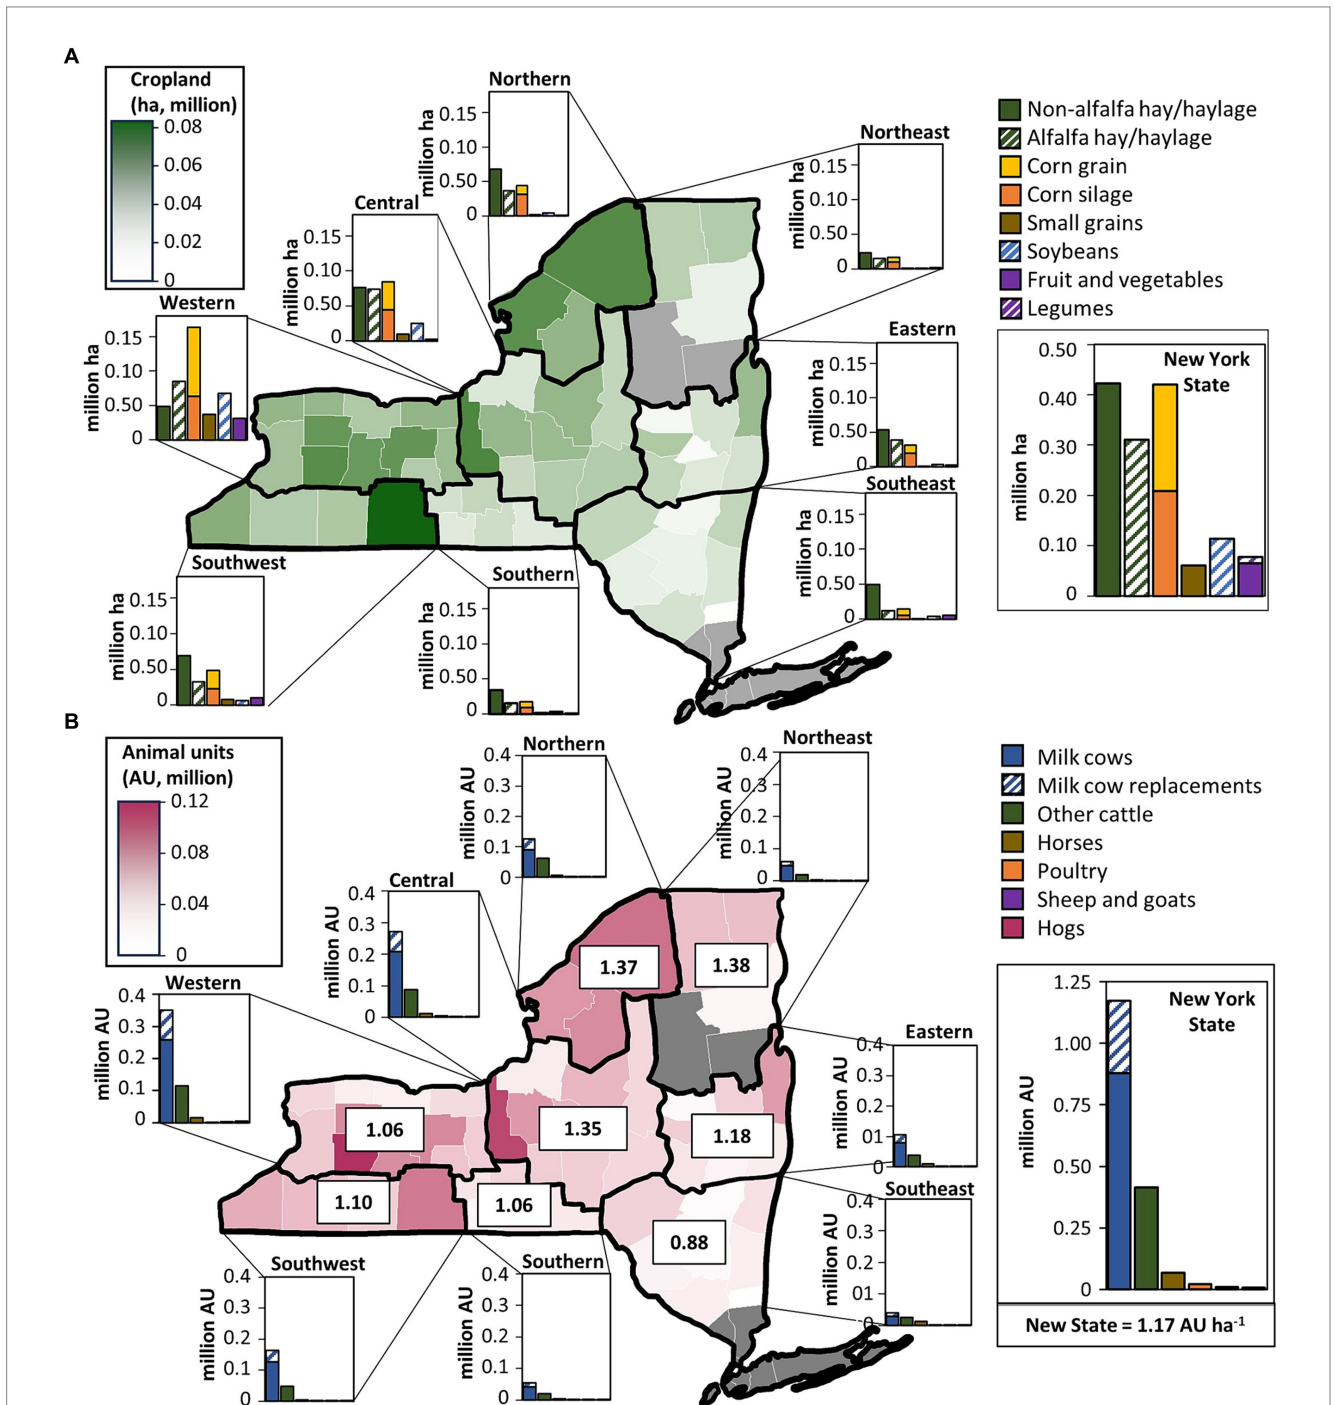 A
Cropland
(ha, million)
0.08
0.06
0.04
0.02
0
Northern
million ha
0.15
0.10
0.50
0
Northeast
million ha
0.15
0.10
0.50
0
Non-alfalfa hay/haylage
Alfalfa hay/haylage
Corn grain
Corn silage
Small grains
Soybeans
Fruit and vegetables
Legumes
Central
million ha
0.15
0.10
0.50
0
Western
million ha
0.15
0.10
0.50
0
Eastern
million ha
0.15
0.10
0.50
0
New York
State
million ha
0.50
0.40
0.30
0.20
0.10
0
Southeast
million ha
0.15
0.10
0.50
0
Southwest
million ha
0.15
0.10
0.50
0
Southern
million ha
0.15
0.10
0.50
0
B
Animal units
(AU, million)
0.12
0.08
0.04
0
Northern
million AU
0.4
0.3
0.2
0.1
0
Northeast
million AU
0.4
0.3
0.2
0.1
0
Milk cows
Milk cow replacements
Other cattle
Horses
Poultry
Sheep and goats
Hogs
Central
million AU
0.4
0.3
0.2
0.1
0
Western
million AU
0.4
0.3
0.2
0.1
0
1.37
1.38
1.06
1.35
1.18
1.10
1.06
0.88
Eastern
million AU
0.4
0.3
0.2
01
0
New York
State
million AU
1.25
1.00
0.75
0.50
0.25
0
New State = 1.17 AU ha-1
Southeast
million AU
0.4
0.3
0.2
01
0
Southwest
million AU
0.4
0.3
0.2
0.1
0
Southern
million AU
0.4
0.3
0.2
0.1
0